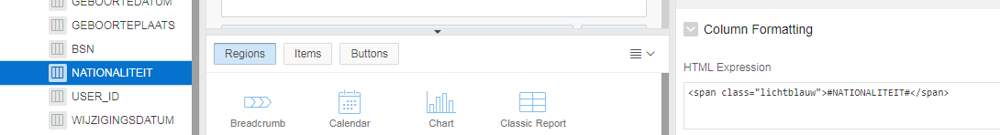 GEBOORTEDATUM
GEBOORTEPLAATS
BSN
NATIONALITEIT
USER_ID
WIJZIGINGSDATUM
Regions Items Buttons
Breadcrumb Calendar Chart Classic Report
Column Formatting
HTML Expression
<span class="lichtblauw">#NATIONALITEIT#</span>